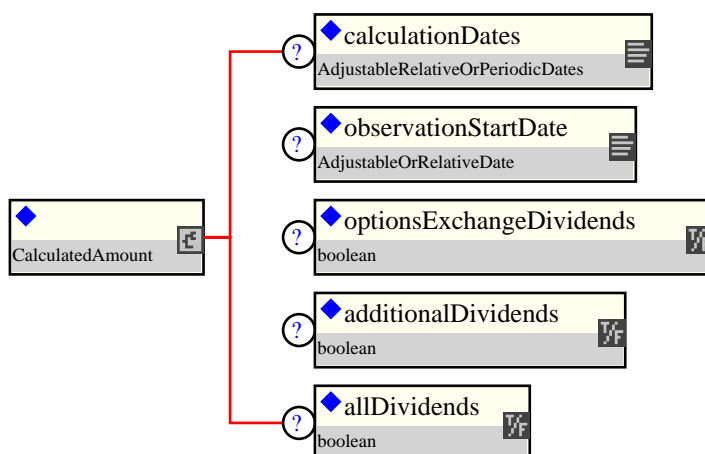 ? calculationDates
AdjustableRelativeOrPeriodicDates
? observationStartDate
AdjustableOrRelativeDate
CalculatedAmount
? optionsExchangeDividends
boolean T/F
? additionalDividends
boolean T/F
? allDividends
boolean T/F